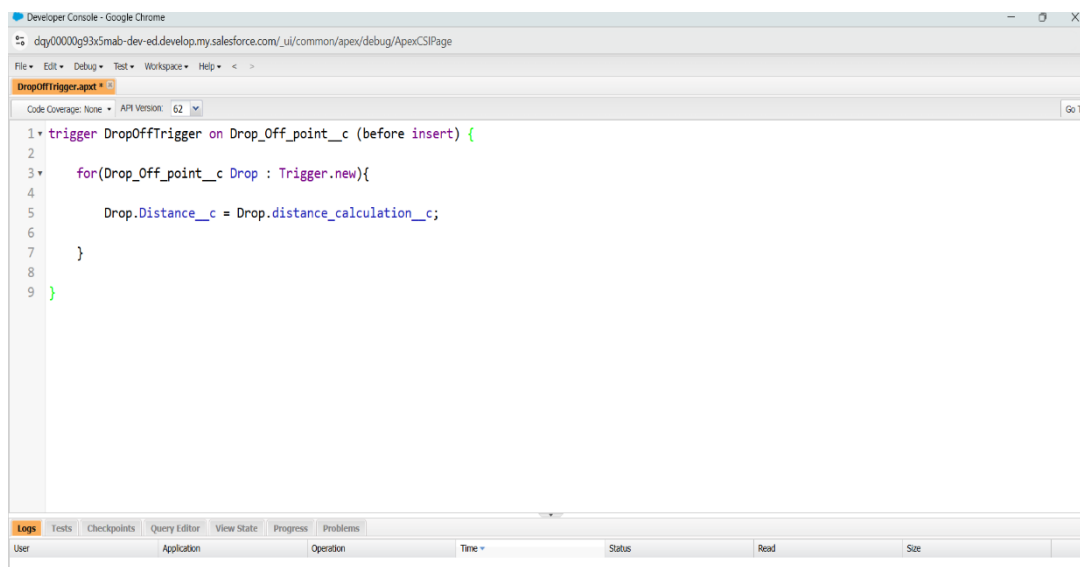 Developer Console - Google Chrome
dqy00000g93x5mab-dev-ed.develop.my.salesforce.com/_ui/common/apex/debug/ApexCSIPage
File Edit Debug Test Workspace Help < >
DropOffTrigger.apxt *
Code Coverage: None API Version: 62 Go T
1 trigger DropOffTrigger on Drop_Off_point__c (before insert) {
2
3 for(Drop_Off_point__c Drop : Trigger.new){
4
5 Drop.Distance__c = Drop.distance_calculation__c;
6
7 }
8
9 }
Logs Tests Checkpoints Query Editor View State Progress Problems
User Application Operation Time Status Read Size